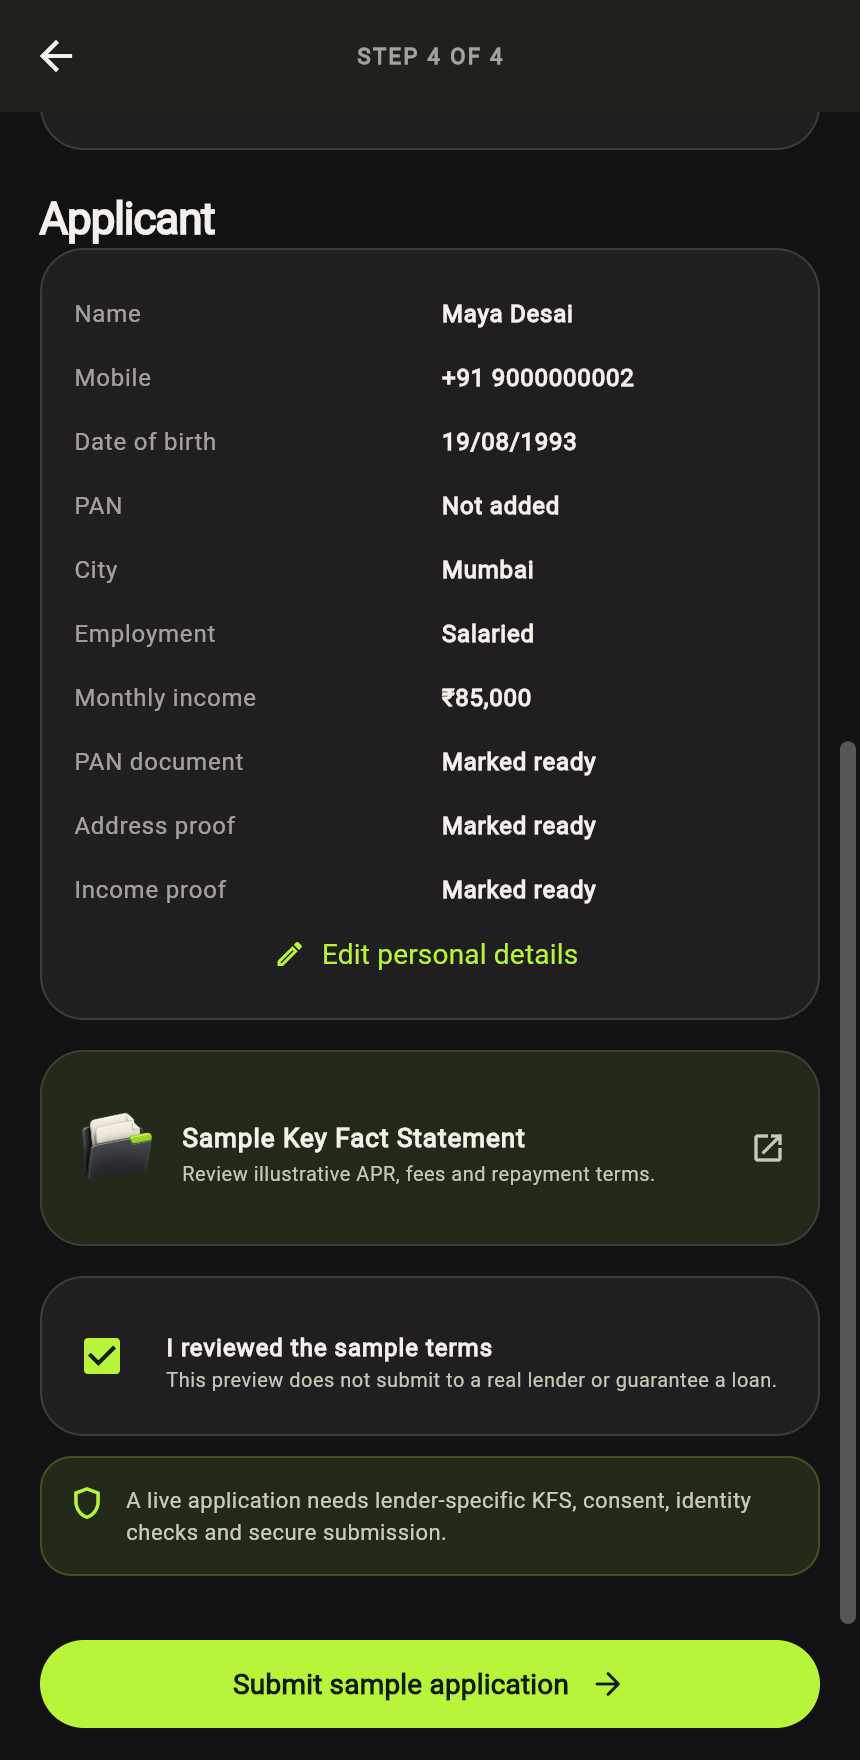 STEP 4 OF 4
Applicant
Name Maya Desai
Mobile +91 9000000002
Date of birth 19/08/1993
PAN Not added
City Mumbai
Employment Salaried
Monthly income ₹85,000
PAN document Marked ready
Address proof Marked ready
Income proof Marked ready
Edit personal details
Sample Key Fact Statement
Review illustrative APR, fees and repayment terms.
I reviewed the sample terms
This preview does not submit to a real lender or guarantee a loan.
A live application needs lender-specific KFS, consent, identity
checks and secure submission.
Submit sample application